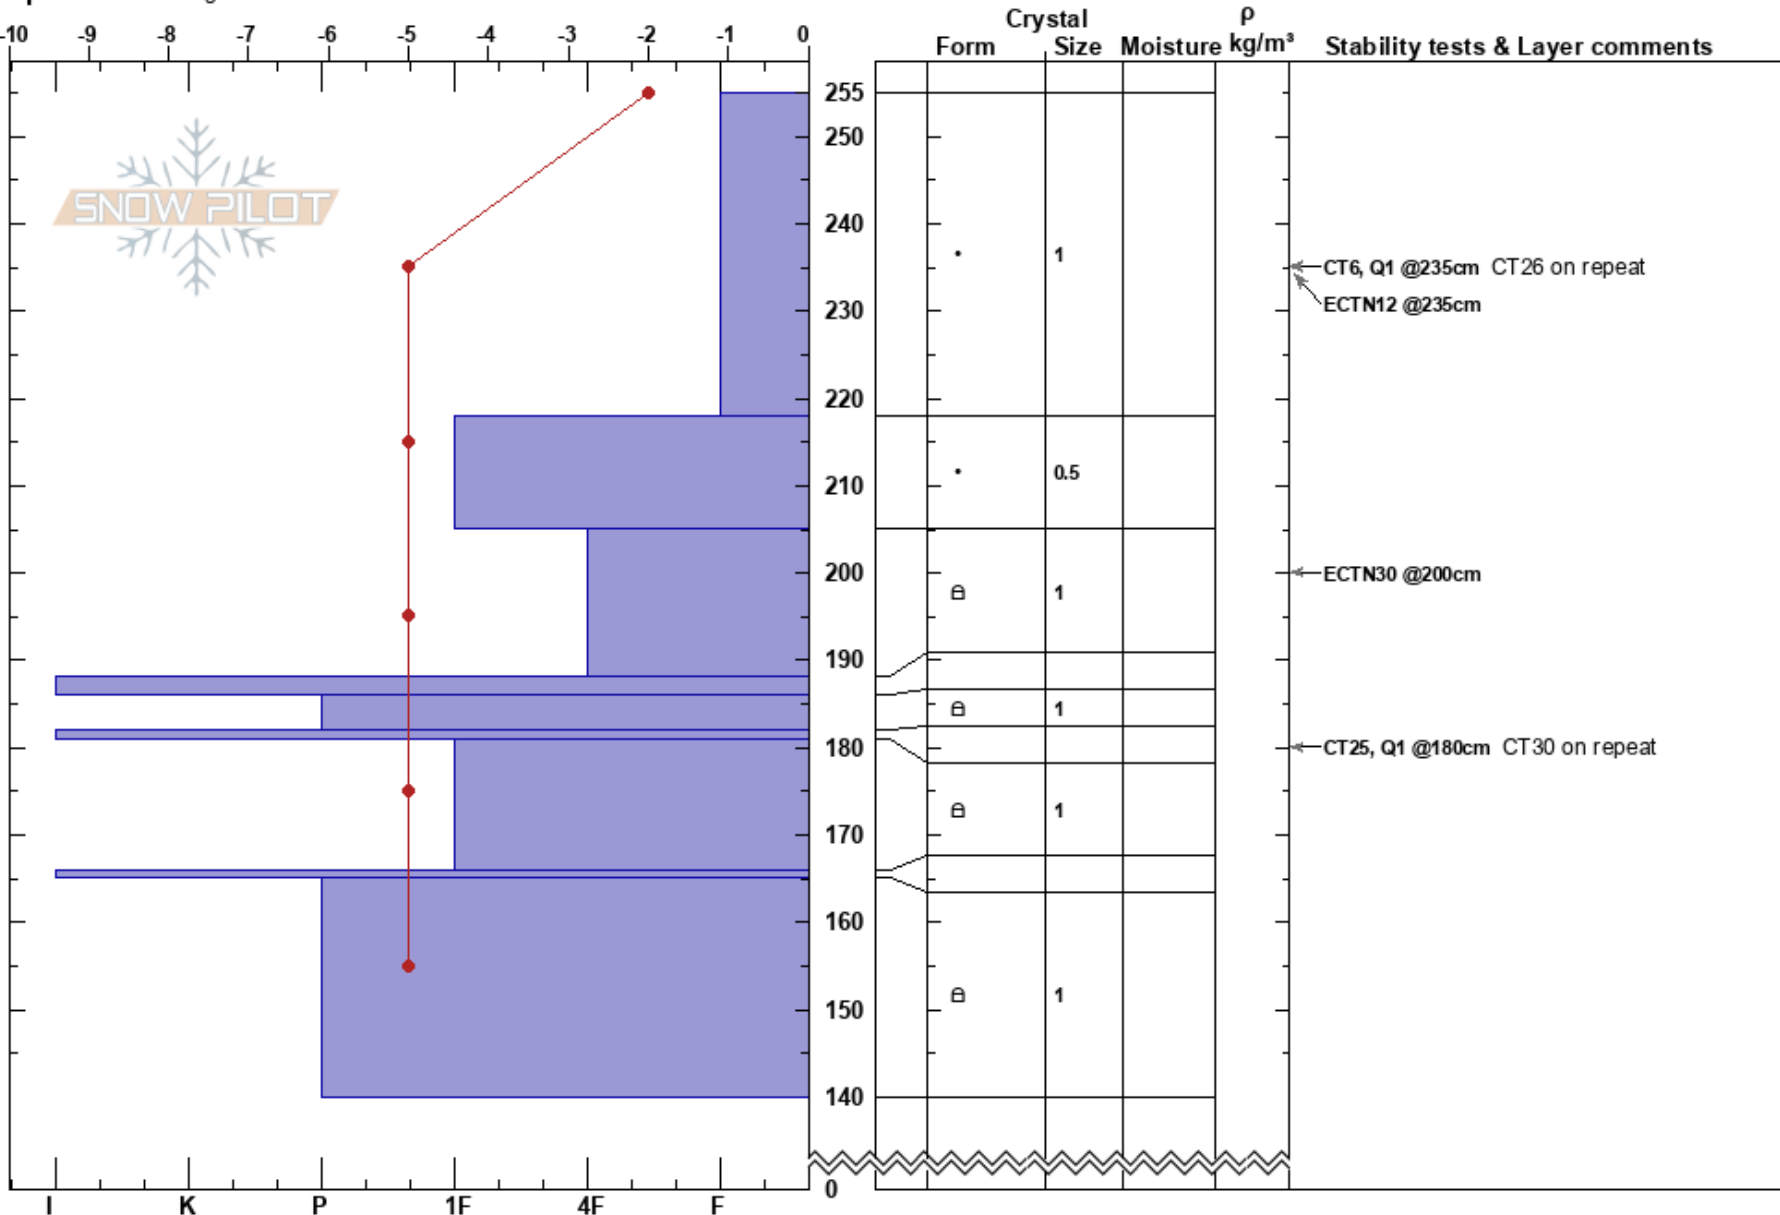 -10 -9 -8 -7 -6 -5 -4 -3 -2 -1 0
Crystal
ρ
Form Size Moisture kg/m³ Stability tests & Layer comments
255
250
SNOW PILOT
240
1
CT6, Q1 @235cm CT26 on repeat
230
ECTN12 @235cm
220
0.5
210
200
ECTN30 @200cm
1
190
1
180
CT25, Q1 @180cm CT30 on repeat
1
170
160
1
150
140
0
I K P 1F 4F F